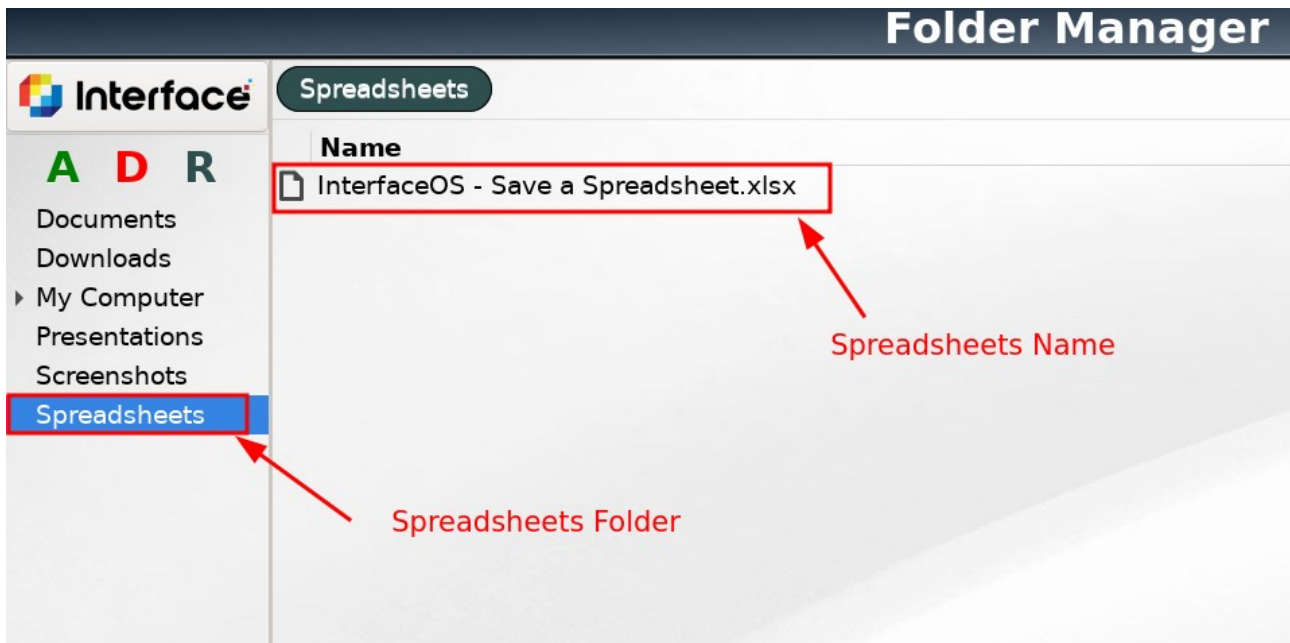 Folder Manager
Interface
Spreadsheets
A D R
Name
InterfaceOS - Save a Spreadsheet.xlsx
Documents
Downloads
My Computer
Presentations
Screenshots
Spreadsheets
Spreadsheets Name
Spreadsheets Folder